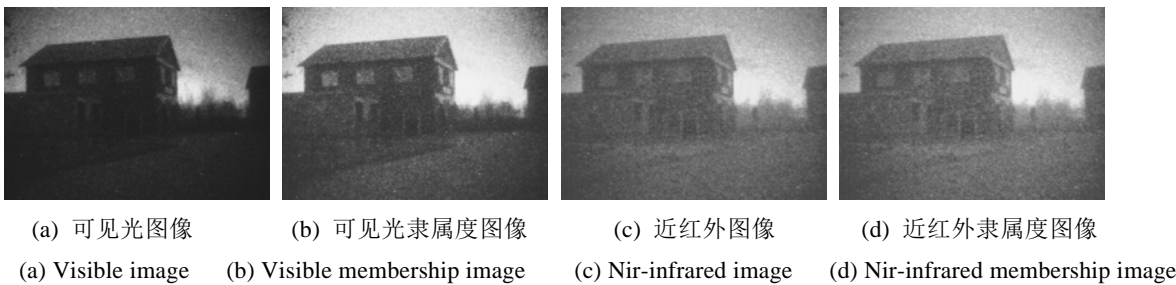 (a) 可见光图像 (b) 可见光隶属度图像 (c) 近红外图像 (d) 近红外隶属度图像
(a) Visible image (b) Visible membership image (c) Nir-infrared image (d) Nir-infrared membership image